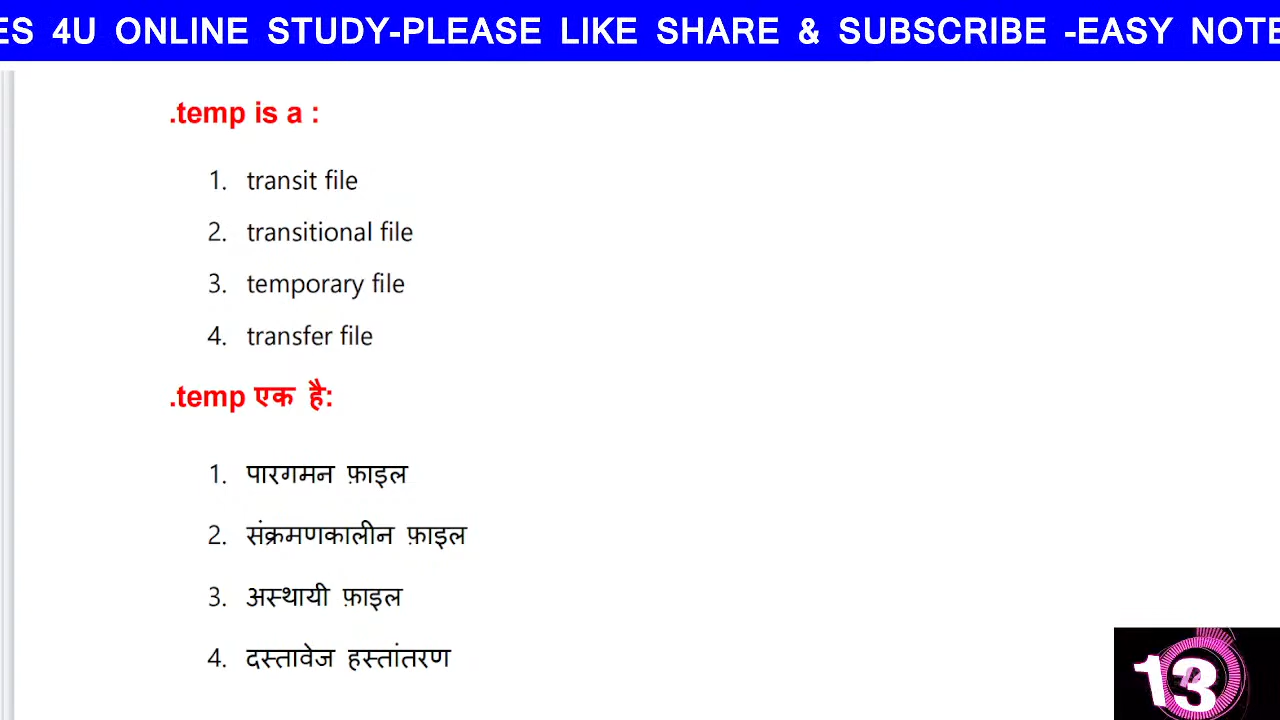 ES 4U ONLINE STUDY-PLEASE LIKE SHARE & SUBSCRIBE -EASY NOTE
.temp is a :
1. transit file
2. transitional file
3. temporary file
4. transfer file
.temp एक है:
1. पारगमन फ़ाइल
2. संक्रमणकालीन फ़ाइल
3. अस्थायी फ़ाइल
4. दस्तावेज हस्तांतरण
13